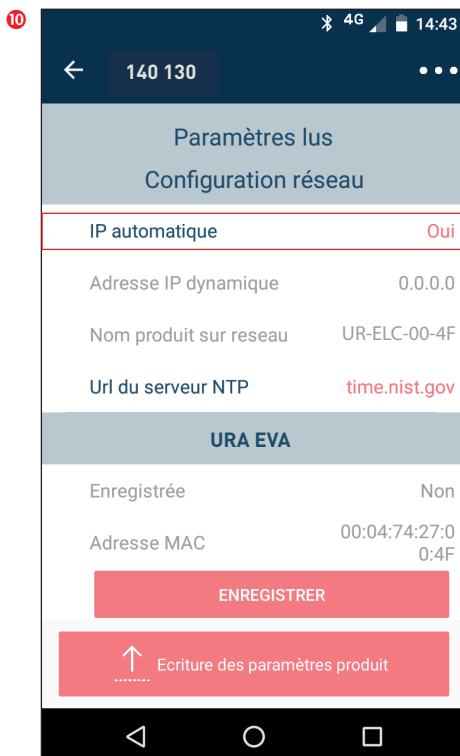 10
4G 14:43
140 130
Paramètres lus
Configuration réseau
IP automatique Oui
Adresse IP dynamique 0.0.0.0
Nom produit sur reseau UR-ELC-00-4F
Url du serveur NTP time.nist.gov
URA EVA
Enregistrée Non
Adresse MAC 00:04:74:27:0
0:4F
ENREGISTRER
Ecriture des paramètres produit